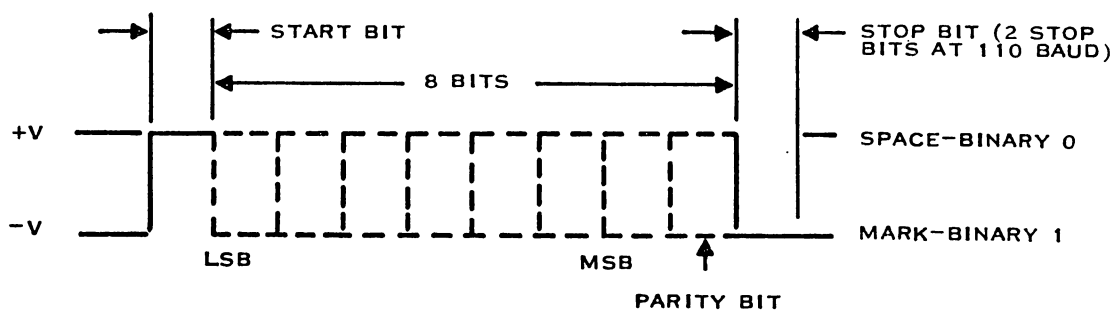 START BIT
STOP BIT (2 STOP
BITS AT 110 BAUD)
8 BITS
+V
SPACE-BINARY 0
-V
MARK-BINARY 1
LSB
MSB
PARITY BIT